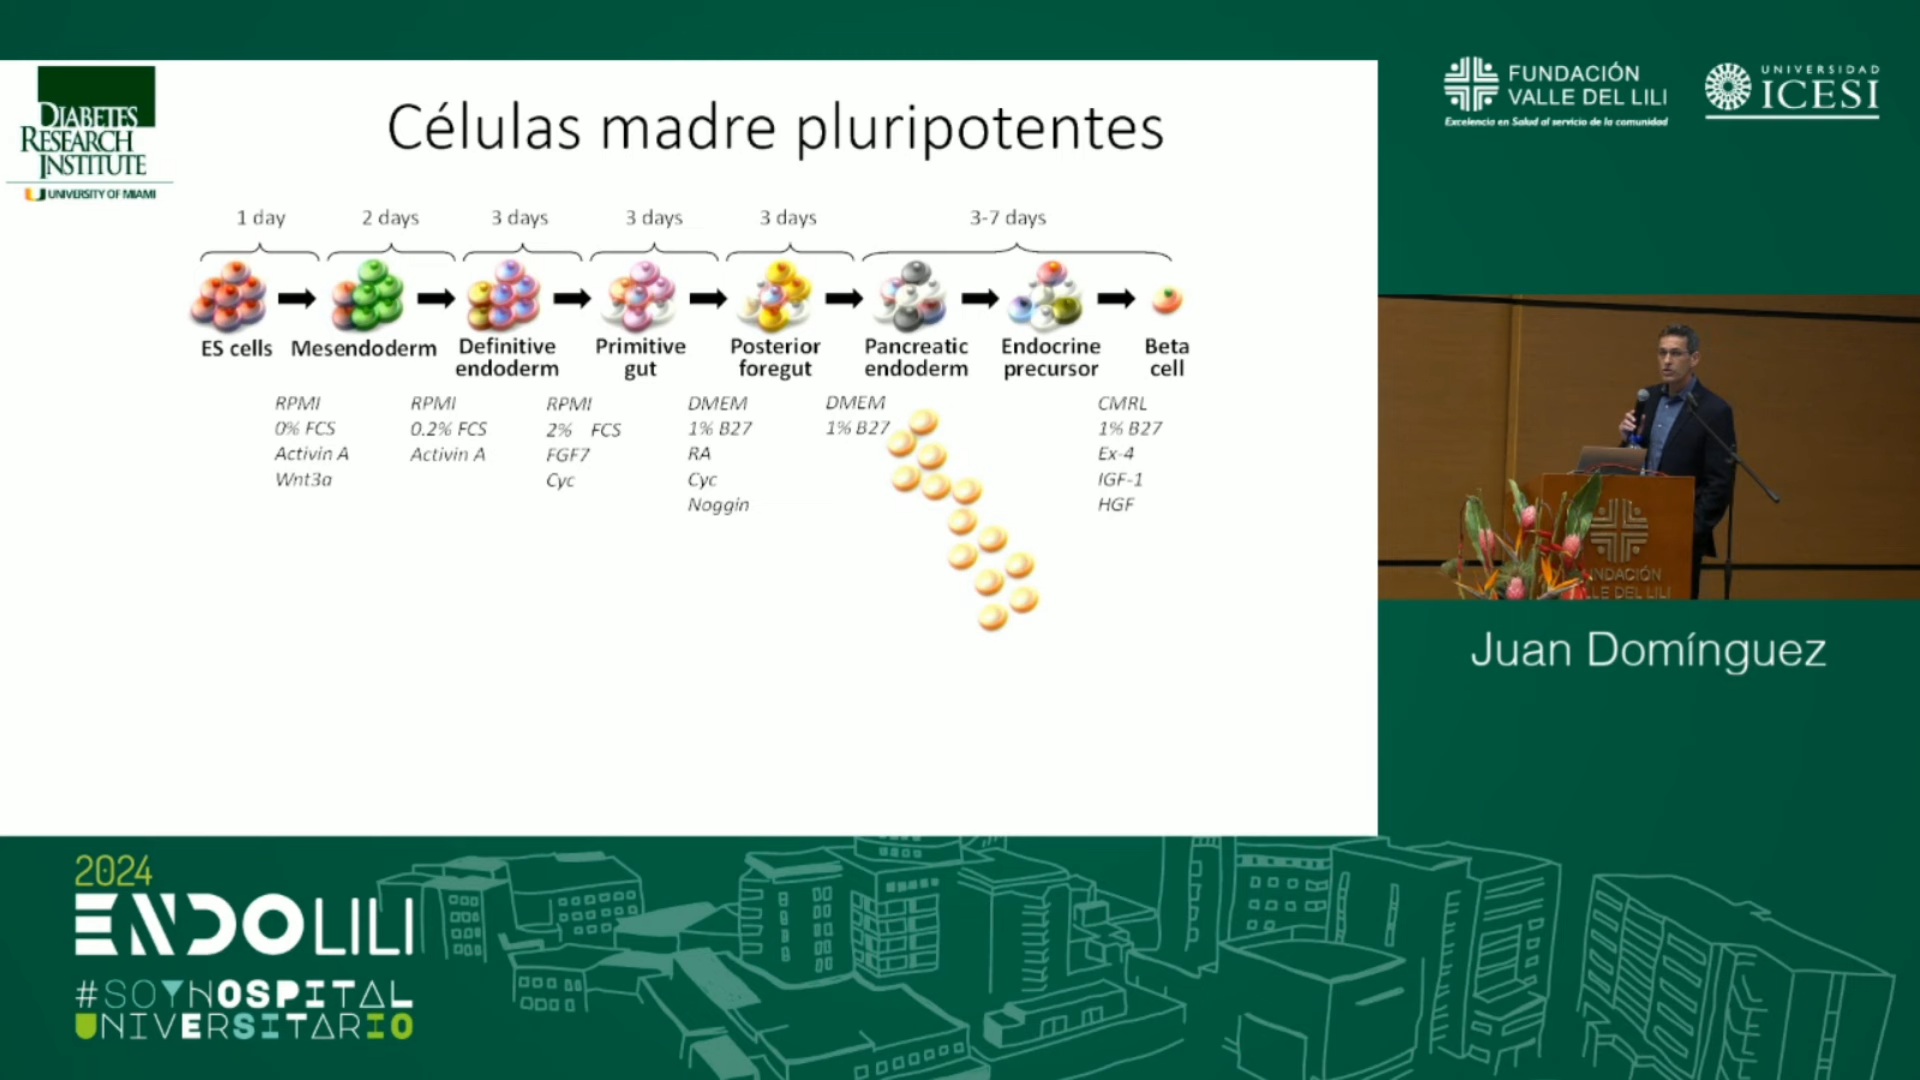 DIABETES
RESEARCH
INSTITUTE
UNIVERSITY OF MIAMI
Células madre pluripotentes
1 day
2 days
3 days
3 days
3 days
3-7 days
ES cells
Mesendoderm
Definitive
endoderm
Primitive
gut
Posterior
foregut
Pancreatic
endoderm
Endocrine
precursor
Beta
cell
RPMI
0% FCS
Activin A
Wnt3a
RPMI
0.2% FCS
Activin A
RPMI
2% FCS
FGF7
Cyc
DMEM
1% B27
RA
Cyc
Noggin
DMEM
1% B27
CMRL
1% B27
Ex-4
IGF-1
HGF
FUNDACIÓN
VALLE DEL LILI
Excelencia en Salud al servicio de la comunidad
UNIVERSIDAD
ICESI
NDACIÓN
LLE DEL LILI
Juan Domínguez
2024
ENDOLILI
#SOYHOSPITAL
UNIVERSITARIO